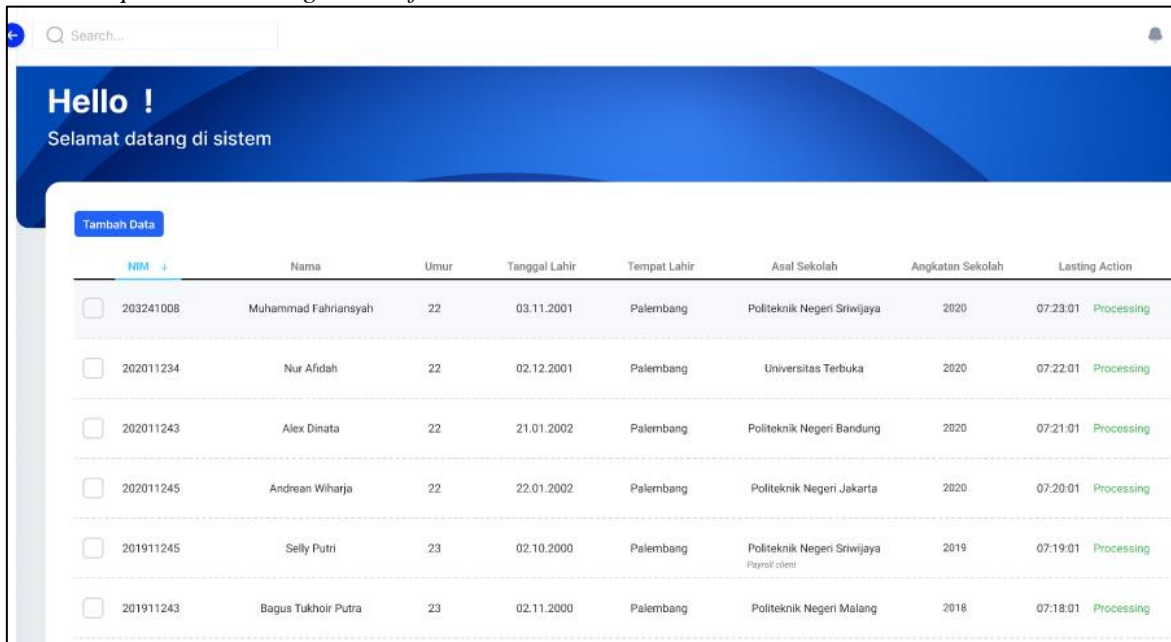 Search...
Hello !
Selamat datang di sistem
Tambah Data
NIM ↓ Nama Umur Tanggal Lahir Tempat Lahir Asal Sekolah Angkatan Sekolah Lasting Action
203241008 Muhammad Fahriansyah 22 03.11.2001 Palembang Politeknik Negeri Sriwijaya 2020 07:23:01 Processing
202011234 Nur Afidah 22 02.12.2001 Palembang Universitas Terbuka 2020 07:22:01 Processing
202011243 Alex Dinata 22 21.01.2002 Palembang Politeknik Negeri Bandung 2020 07:21:01 Processing
202011245 Andrean Wiharja 22 22.01.2002 Palembang Politeknik Negeri Jakarta 2020 07:20:01 Processing
201911245 Selly Putri 23 02.10.2000 Palembang Politeknik Negeri Sriwijaya 2019 07:19:01 Processing
Payroll client
201911243 Bagus Tukhoir Putra 23 02.11.2000 Palembang Politeknik Negeri Malang 2018 07:18:01 Processing